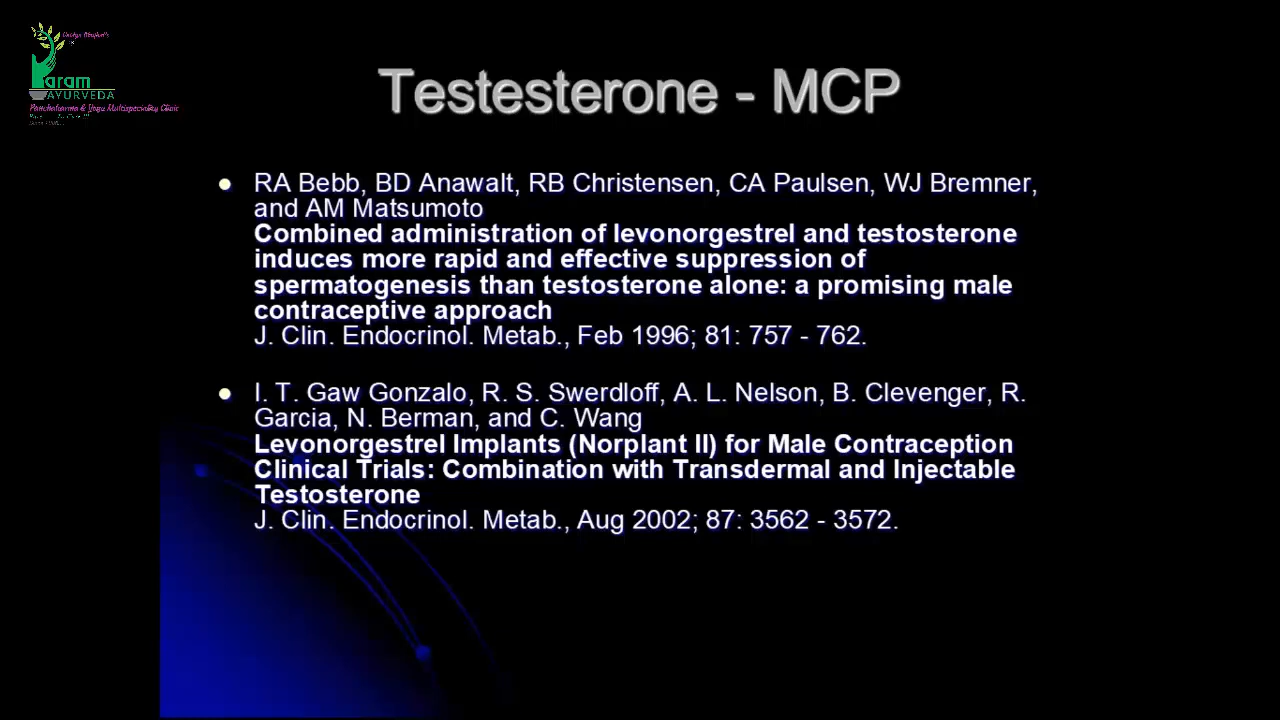 aram
AYURVEDA
Panchakarma & Yoga Multispeciality Clinic
Testesterone - MCP
RA Bebb, BD Anawalt, RB Christensen, CA Paulsen, WJ Bremner,
and AM Matsumoto
Combined administration of levonorgestrel and testosterone
induces more rapid and effective suppression of
spermatogenesis than testosterone alone: a promising male
contraceptive approach
J. Clin. Endocrinol. Metab., Feb 1996; 81: 757 - 762.
I. T. Gaw Gonzalo, R. S. Swerdloff, A. L. Nelson, B. Clevenger, R.
Garcia, N. Berman, and C. Wang
Levonorgestrel Implants (Norplant II) for Male Contraception
Clinical Trials: Combination with Transdermal and Injectable
Testosterone
J. Clin. Endocrinol. Metab., Aug 2002; 87: 3562 - 3572.